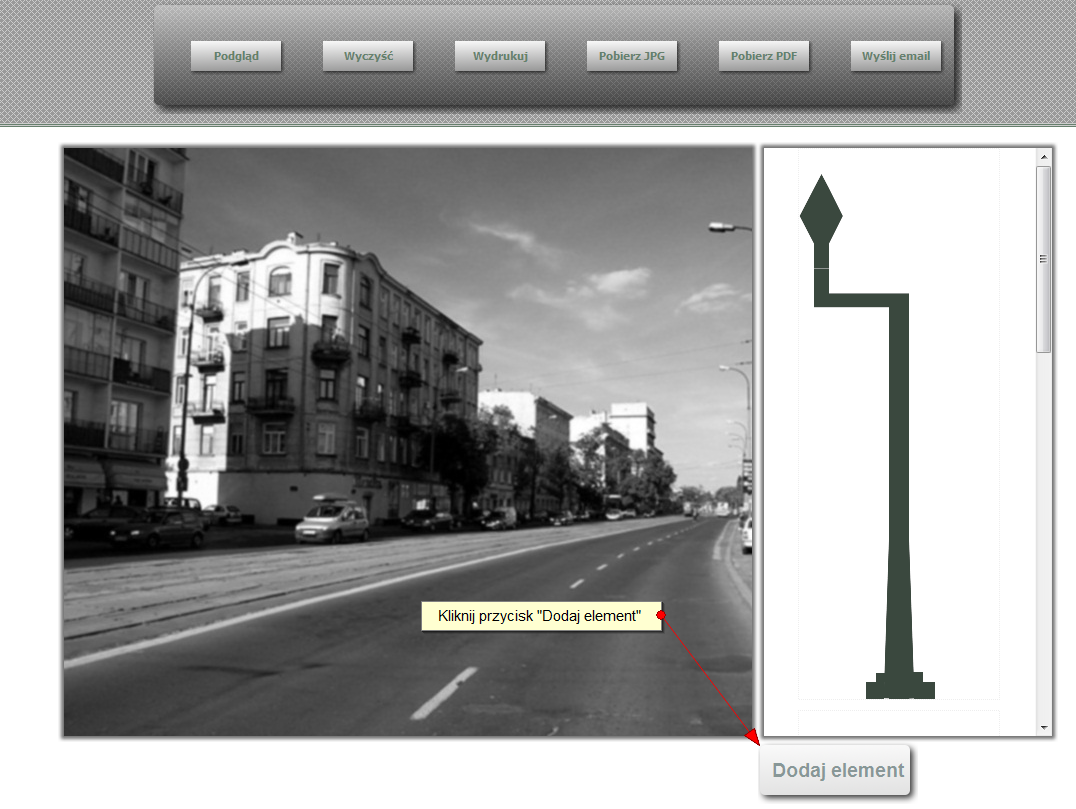 Podgląd
Wyczyść
Wydrukuj
Pobierz JPG
Pobierz PDF
Wyślij email
Kliknij przycisk "Dodaj element"
Dodaj element